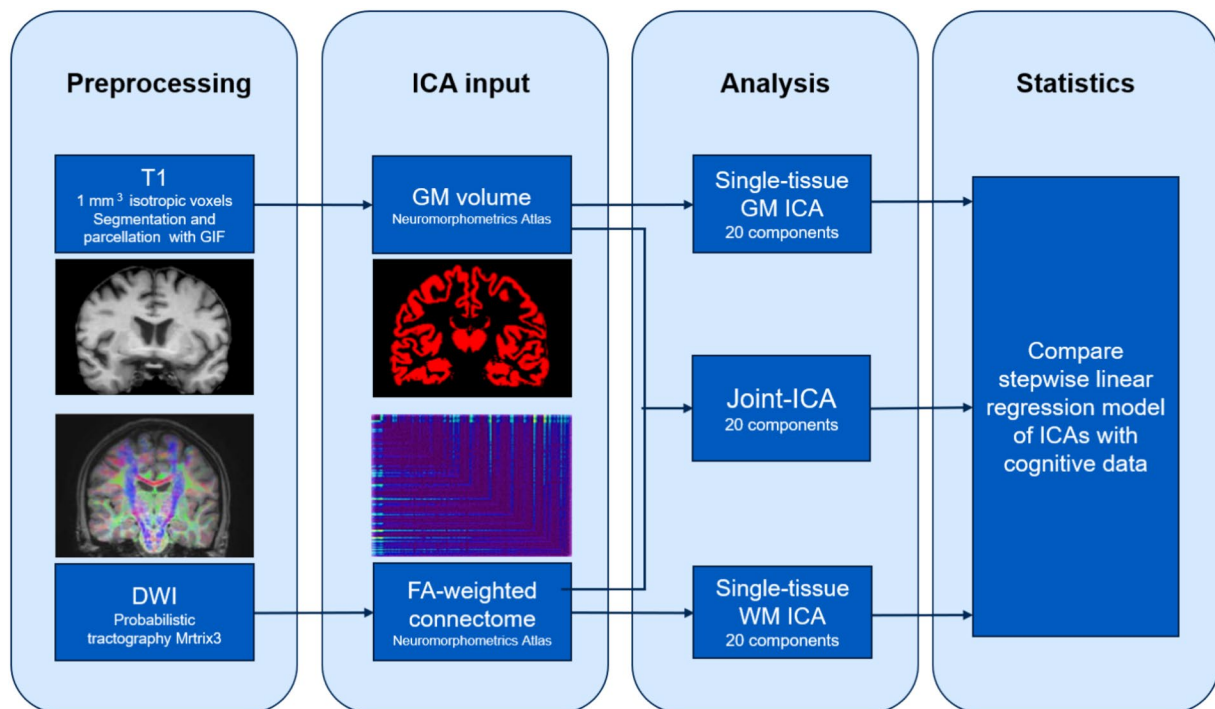 Preprocessing
T1
1 mm³ isotropic voxels
Segmentation and
parcellation with GIF
DWI
Probabilistic
tractography Mrtrix3
ICA input
GM volume
Neuromorphometrics Atlas
FA-weighted
connectome
Neuromorphometrics Atlas
Analysis
Single-tissue
GM ICA
20 components
Joint-ICA
20 components
Single-tissue
WM ICA
20 components
Statistics
Compare
stepwise linear
regression model
of ICAs with
cognitive data